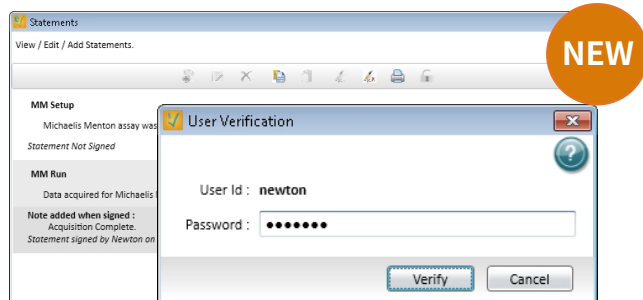 Statements
View / Edit / Add Statements.
NEW
MM Setup
Michaelis Menton assay was
Statement Not Signed
MM Run
Data acquired for Michaelis
Note added when signed :
Acquisition Complete.
Statement signed by Newton on
User Verification
?
User Id : newton
Password : •••••••
Verify Cancel